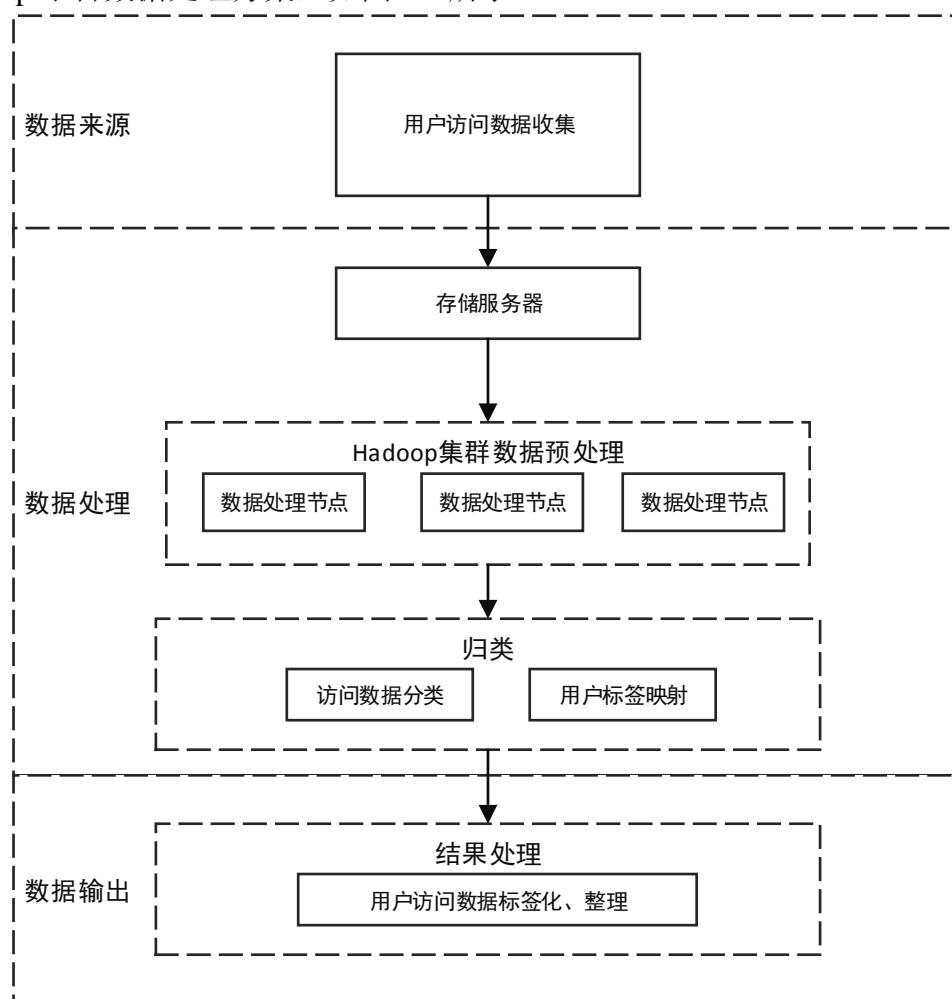 数据来源
用户访问数据收集
存储服务器
Hadoop集群数据预处理
数据处理
数据处理节点
数据处理节点
数据处理节点
归类
访问数据分类
用户标签映射
结果处理
数据输出
用户访问数据标签化、整理